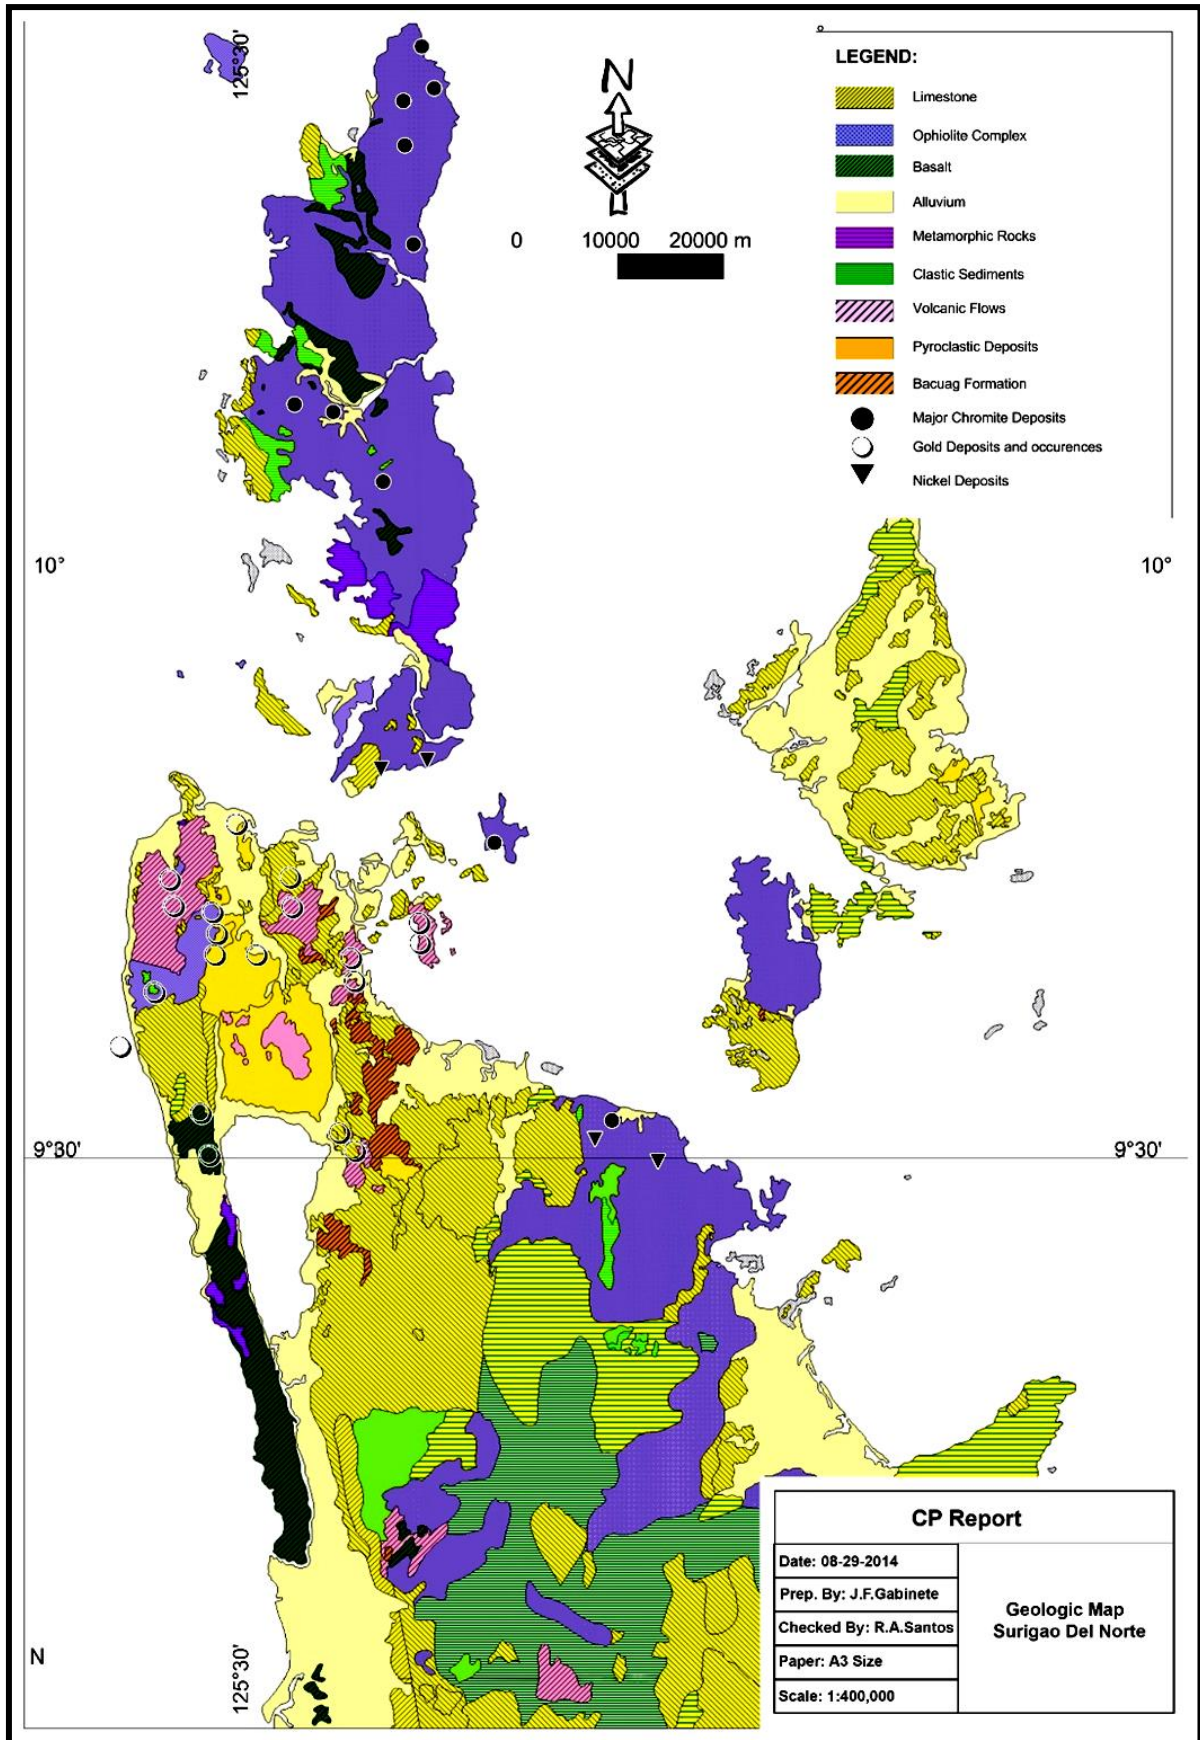 125°30'
N
0 10000 20000 m
LEGEND:
Limestone
Ophiolite Complex
Basalt
Alluvium
Metamorphic Rocks
Clastic Sediments
Volcanic Flows
Pyroclastic Deposits
Bacuag Formation
Major Chromite Deposits
Gold Deposits and occurences
Nickel Deposits
10°
10°
9°30'
9°30'
N
125°30'
CP Report
Date: 08-29-2014
Prep. By: J.F.Gabinete
Checked By: R.A.Santos
Paper: A3 Size
Scale: 1:400,000
Geologic Map
Surigao Del Norte